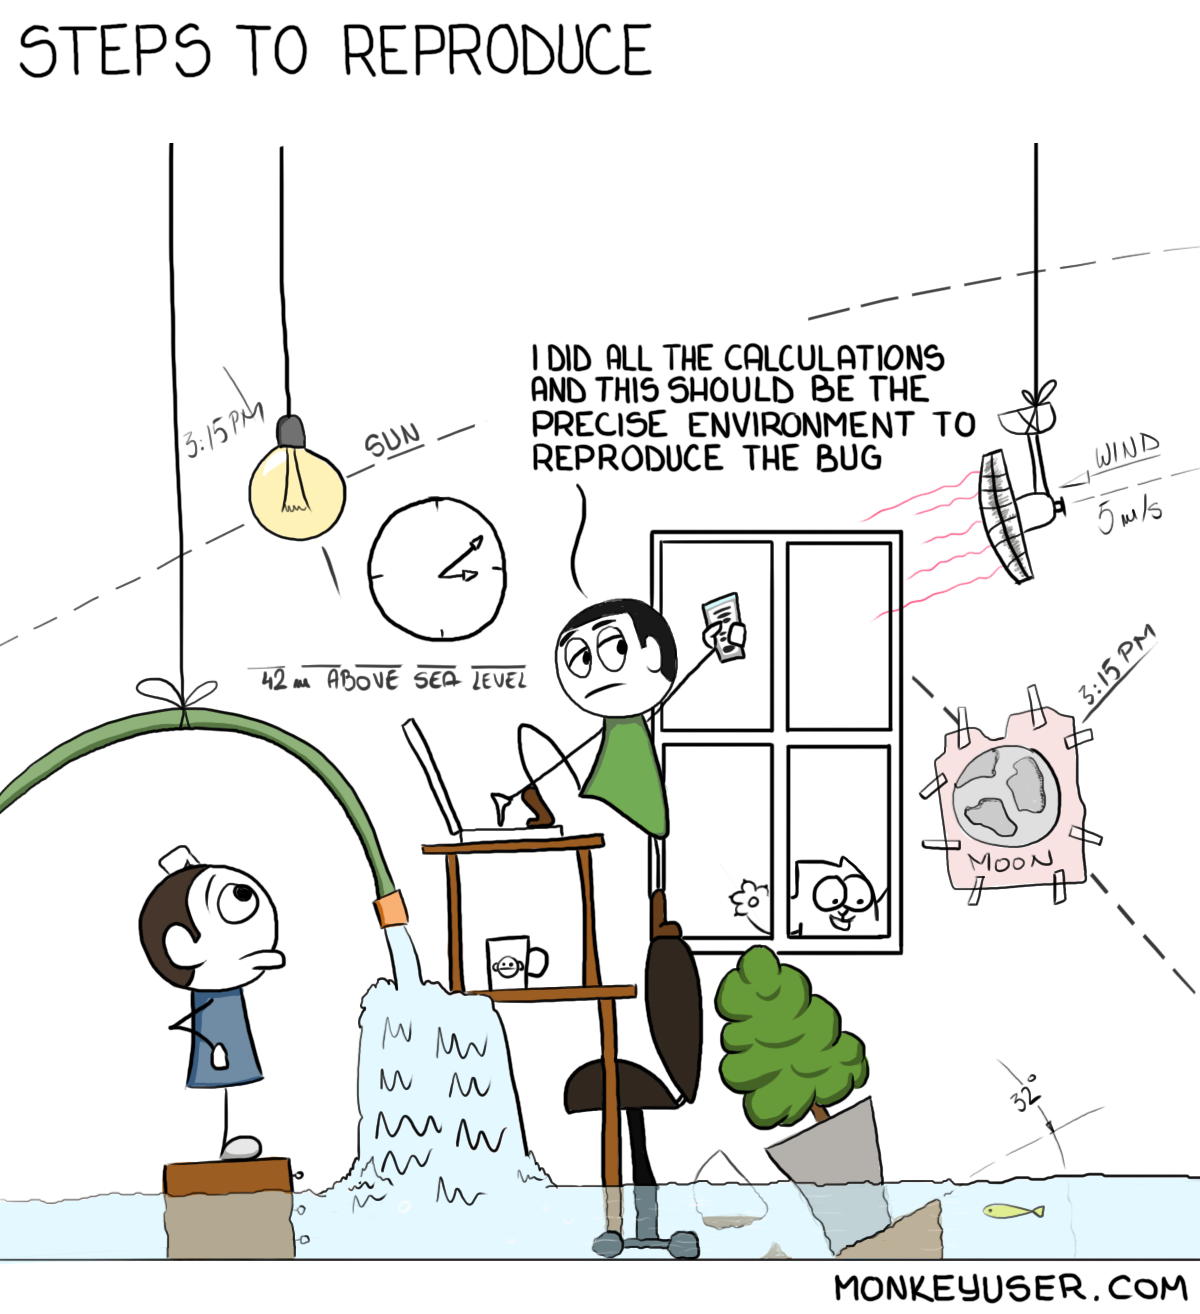 STEPS TO REPRODUCE
I DID ALL THE CALCULATIONS
AND THIS SHOULD BE THE
PRECISE ENVIRONMENT TO
REPRODUCE THE BUG
3:15 PM
SUN
WIND
5 m/s
42 m ABOVE SEA LEVEL
3:15 PM
MOON
32°
MONKEYUSER.COM